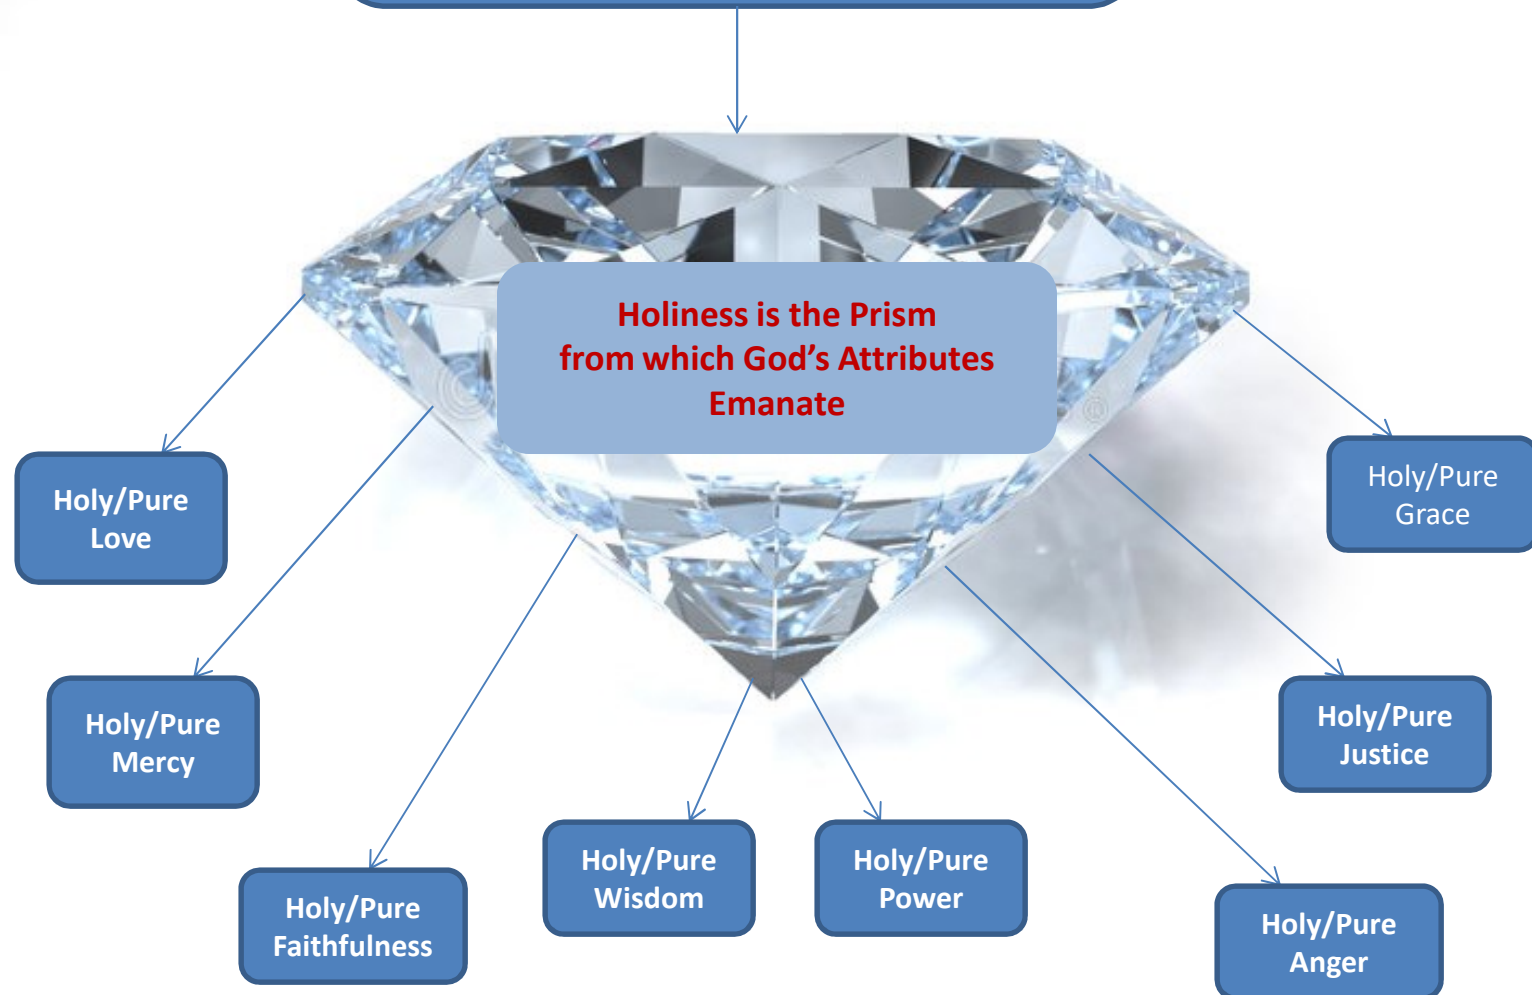 Holiness is the Prism
from which God’s Attributes
Emanate
Holy/Pure
Love
Holy/Pure
Grace
Holy/Pure
Mercy
Holy/Pure
Justice
Holy/Pure
Faithfulness
Holy/Pure
Wisdom
Holy/Pure
Power
Holy/Pure
Anger